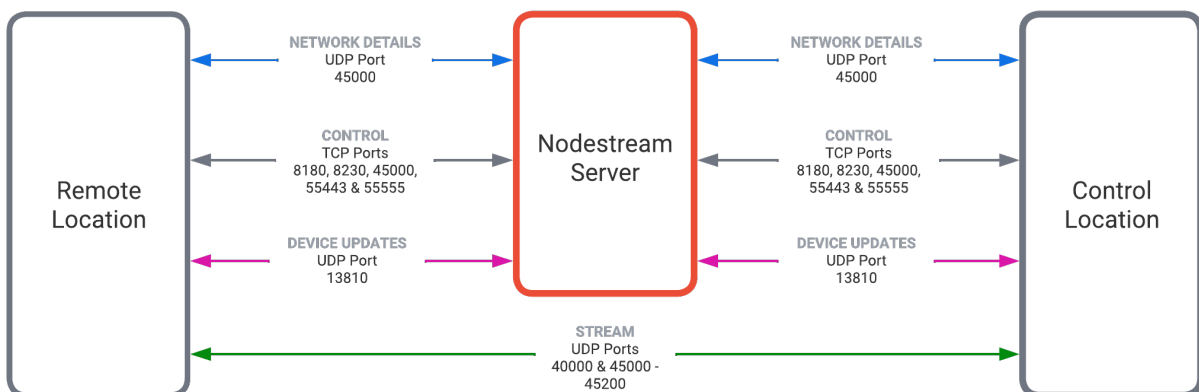 NETWORK DETAILS
UDP Port
45000
NETWORK DETAILS
UDP Port
45000
CONTROL
TCP Ports
8180, 8230, 45000,
55443 & 55555
Nodestream
Server
CONTROL
TCP Ports
8180, 8230, 45000,
55443 & 55555
Remote
Location
Control
Location
DEVICE UPDATES
UDP Port
13810
DEVICE UPDATES
UDP Port
13810
STREAM
UDP Ports
40000 & 45000 -
45200